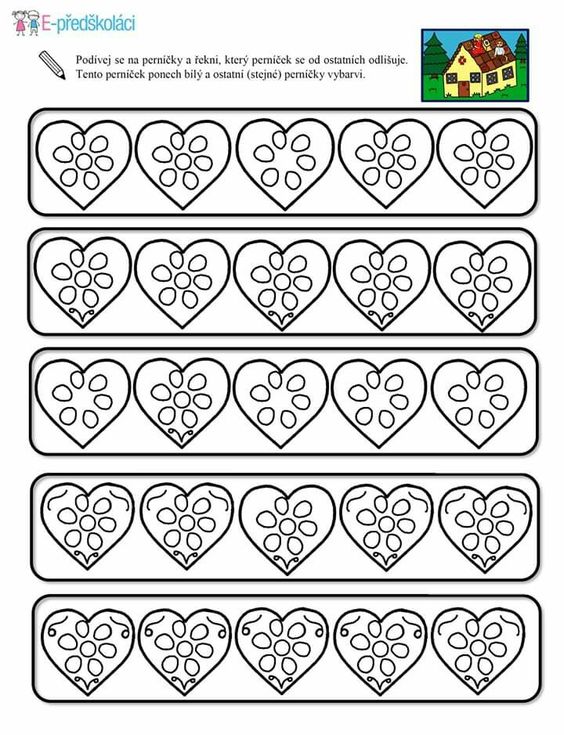 E-předškoláci
Podívej se na perníčky a řekni, který perníček se od ostatních odlišuje.
Tento perníček ponech bílý a ostatní (stejné) perníčky vybarvi.